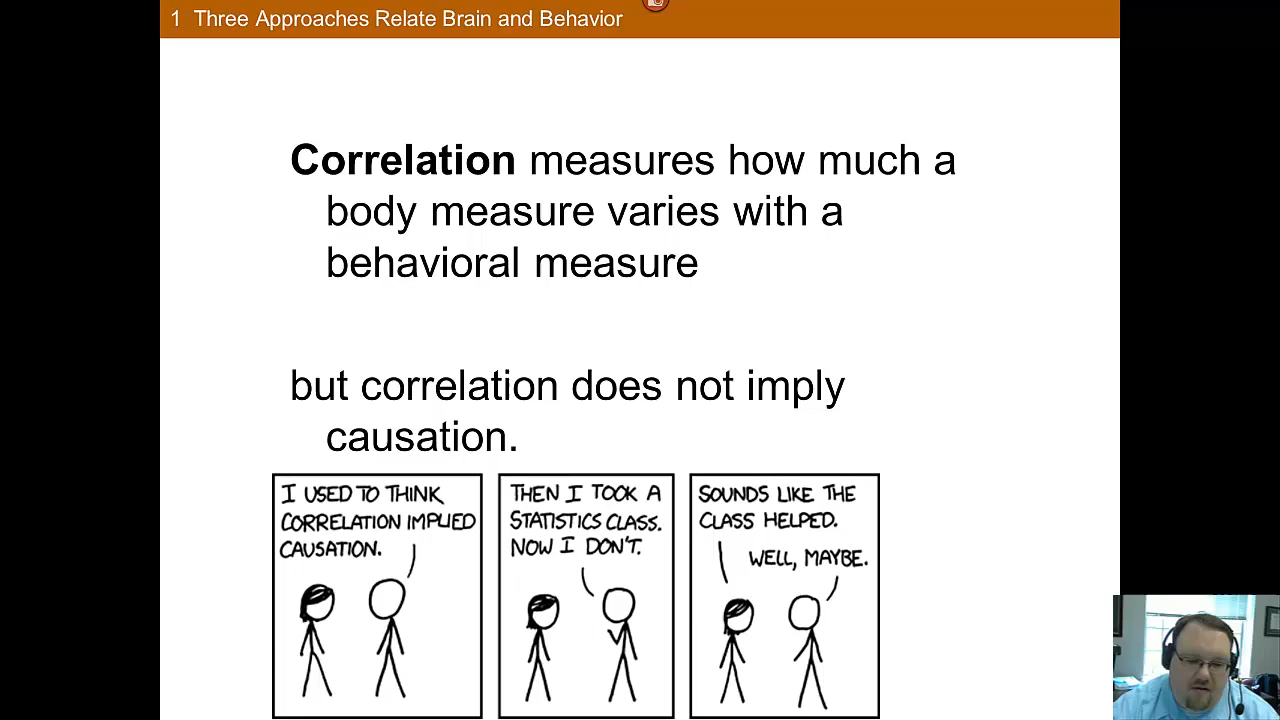 1 Three Approaches Relate Brain and Behavior
Correlation measures how much a
body measure varies with a
behavioral measure
but correlation does not imply
causation.
I USED TO THINK
CORRELATION IMPLIED
CAUSATION.
THEN I TOOK A
STATISTICS CLASS.
NOW I DON'T.
SOUNDS LIKE THE
CLASS HELPED.
WELL, MAYBE.